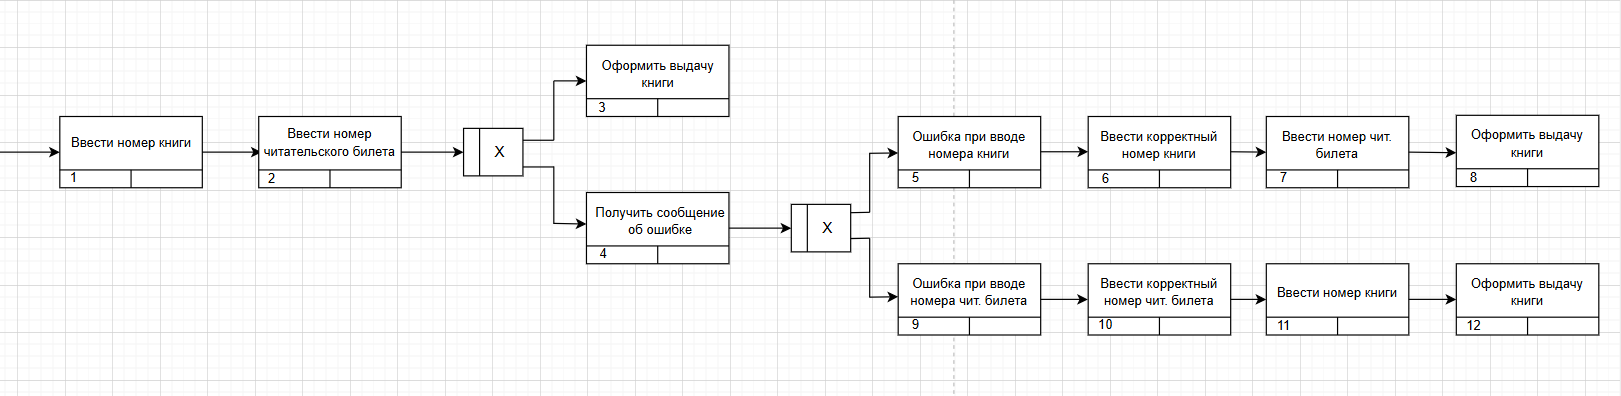 Ввести номер книги
1
Ввести номер
читательского билета
2
X
Оформить выдачу
книги
3
Получить сообщение
об ошибке
4
X
Ошибка при вводе
номера книги
5
Ввести корректный
номер книги
6
Ввести номер чит.
билета
7
Оформить выдачу
книги
8
Ошибка при вводе
номера чит. билета
9
Ввести корректный
номер чит. билета
10
Ввести номер книги
11
Оформить выдачу
книги
12